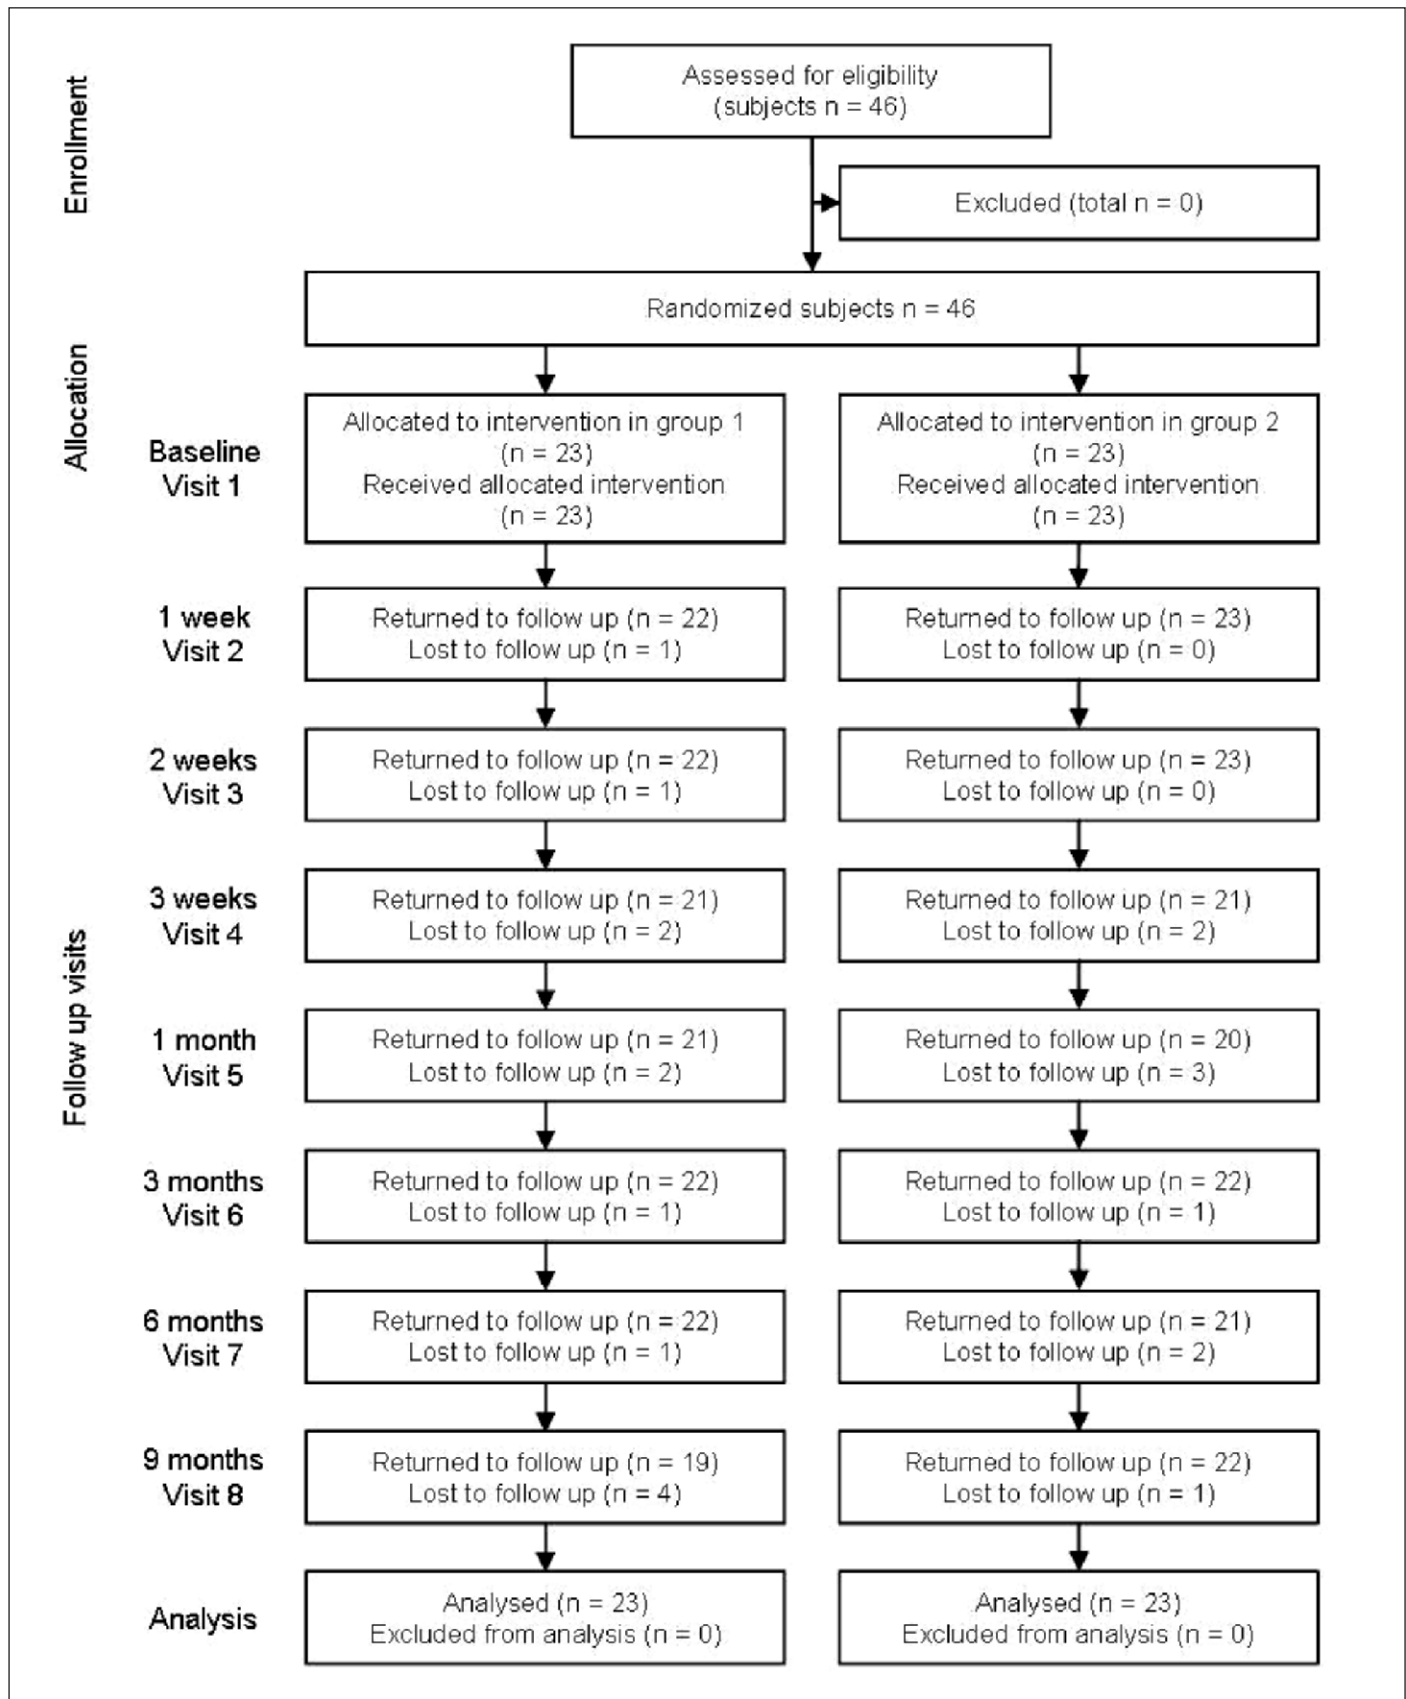 Enrollment
Assessed for eligibility
(subjects n = 46)
Excluded (total n = 0)
Randomized subjects n = 46
Allocation
Baseline
Visit 1
Allocated to intervention in group 1
(n = 23)
Received allocated intervention
(n = 23)
Allocated to intervention in group 2
(n = 23)
Received allocated intervention
(n = 23)
Follow up visits
1 week
Visit 2
Returned to follow up (n = 22)
Lost to follow up (n = 1)
Returned to follow up (n = 23)
Lost to follow up (n = 0)
2 weeks
Visit 3
Returned to follow up (n = 22)
Lost to follow up (n = 1)
Returned to follow up (n = 23)
Lost to follow up (n = 0)
3 weeks
Visit 4
Returned to follow up (n = 21)
Lost to follow up (n = 2)
Returned to follow up (n = 21)
Lost to follow up (n = 2)
1 month
Visit 5
Returned to follow up (n = 21)
Lost to follow up (n = 2)
Returned to follow up (n = 20)
Lost to follow up (n = 3)
3 months
Visit 6
Returned to follow up (n = 22)
Lost to follow up (n = 1)
Returned to follow up (n = 22)
Lost to follow up (n = 1)
6 months
Visit 7
Returned to follow up (n = 22)
Lost to follow up (n = 1)
Returned to follow up (n = 21)
Lost to follow up (n = 2)
9 months
Visit 8
Returned to follow up (n = 19)
Lost to follow up (n = 4)
Returned to follow up (n = 22)
Lost to follow up (n = 1)
Analysis
Analysed (n = 23)
Excluded from analysis (n = 0)
Analysed (n = 23)
Excluded from analysis (n = 0)